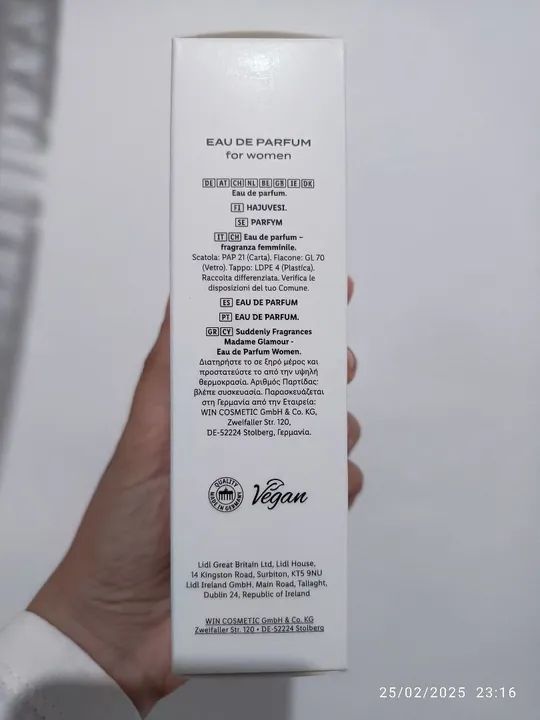 EAU DE PARFUM
for women
DE AT CH NL BE GB IE DK
Eau de parfum.
FI HAJUVESI.
SE PARFYM
IT CH Eau de parfum –
fragranza femminile.
Scatola: PAP 21 (Carta). Flacone: GL 70
(Vetro). Tappo: LDPE 4 (Plastica).
Raccolta differenziata. Verifica le
disposizioni del tuo Comune.
ES EAU DE PARFUM
PT EAU DE PARFUM.
GR CY Suddenly Fragrances
Madame Glamour -
Eau de Parfum Women.
Διατηρήστε το σε ξηρό μέρος και
προστατεύστε το από την υψηλή
θερμοκρασία. Αριθμός Παρτίδας:
βλέπε συσκευασία. Παρασκευάζεται
στη Γερμανία από την Εταιρεία:
WIN COSMETIC GmbH & Co. KG,
Zweifaller Str. 120,
DE-52224 Stolberg, Γερμανία.
QUALITY
MADE IN GERMANY
Vegan
Lidl Great Britain Ltd, Lidl House,
14 Kingston Road, Surbiton, KT5 9NU
Lidl Ireland GmbH, Main Road, Tallaght,
Dublin 24, Republic of Ireland
WIN COSMETIC GmbH & Co. KG
Zweifaller Str. 120 • DE-52224 Stolberg
25/02/2025 23:16